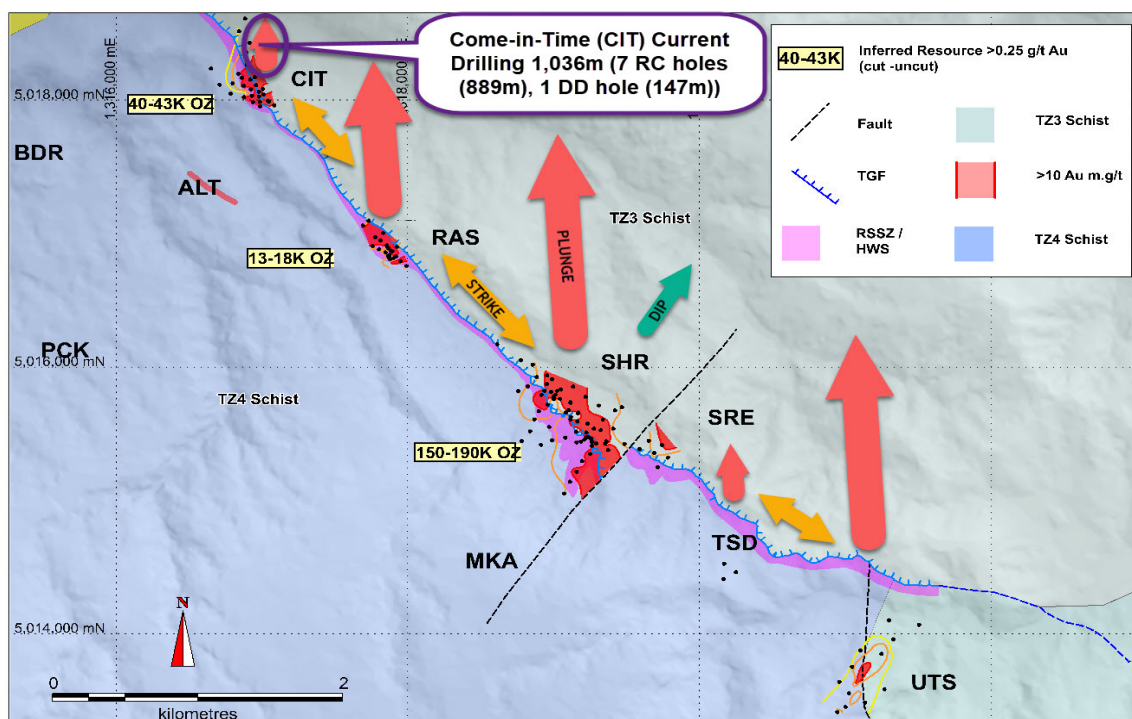 Come-in-Time (CIT) Current
Drilling 1,036m (7 RC holes
(889m), 1 DD hole (147m))
40-43K
Inferred Resource >0.25 g/t Au
(cut -uncut)
Fault
TZ3 Schist
TGF
>10 Au m.g/t
RSSZ /
HWS
TZ4 Schist
1,316,000 mE
CIT
5,018,000 mN
40-43K OZ
BDR
ALT
RAS
TZ3 Schist
13-18K OZ
PLUNGE
STRIKE
DIP
PCK
5,016,000 mN
SHR
TZ4 Schist
SRE
150-190K OZ
TSD
MKA
N
5,014,000 mN
UTS
0
2
kilometres